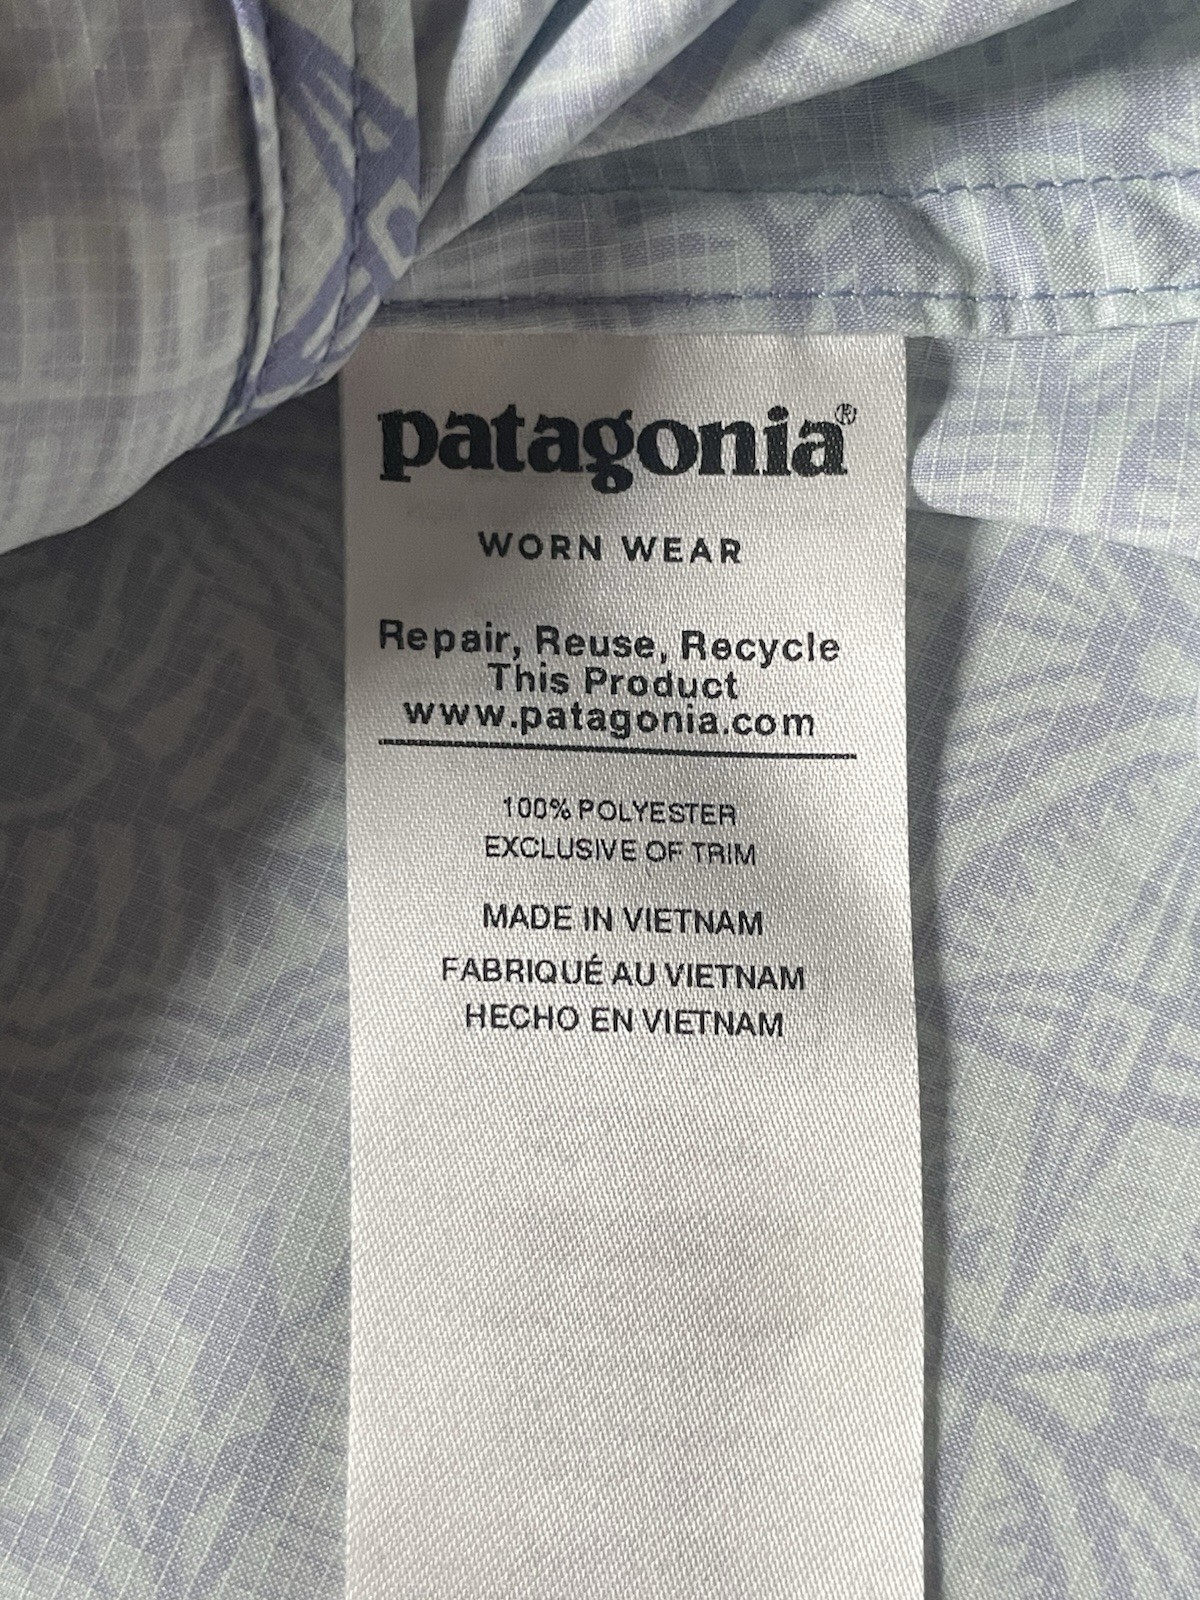 patagonia®
WORN WEAR
Repair, Reuse, Recycle
This Product
www.patagonia.com
100% POLYESTER
EXCLUSIVE OF TRIM
MADE IN VIETNAM
FABRIQUÉ AU VIETNAM
HECHO EN VIETNAM